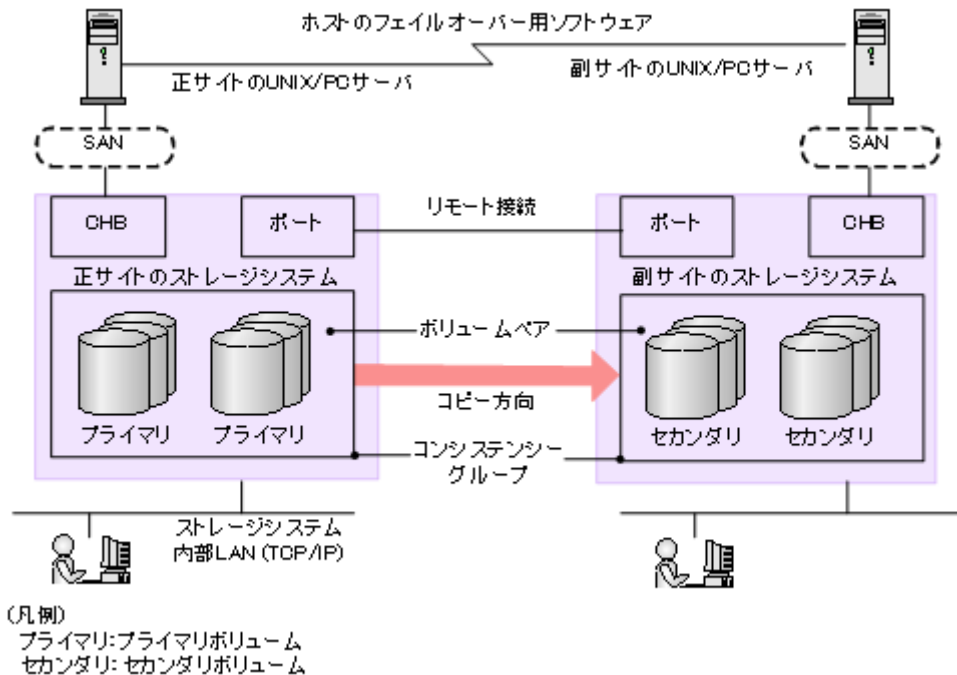 ホストのフェイルオーバー用ソフトウェア
正サイトのUNIX/PCサーバ
副サイトのUNIX/PCサーバ
SAN
SAN
CHB
ポート
リモート接続
ポート
CHB
正サイトのストレージシステム
副サイトのストレージシステム
ボリュームペア
コピー方向
プライマリ
プライマリ
セカンダリ
セカンダリ
コンシステンシー
グループ
ストレージシステム
内部LAN (TCP/IP)
(凡例)
プライマリ:プライマリボリューム
セカンダリ:セカンダリボリューム